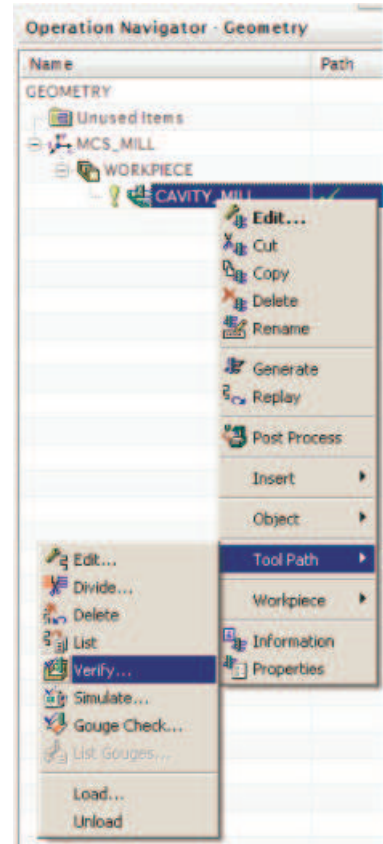 Operation Navigator - Geometry
Name Path
GEOMETRY
Unused Items
MCS_MILL
WORKPIECE
CAVITY_MILL
Edit...
Cut
Copy
Delete
Rename
Generate
Replay
Post Process
Insert
Object
Tool Path
Workpiece
Information
Properties
Edit...
Divide...
Delete
List
Verify...
Simulate...
Gouge Check...
List Gouges...
Load...
Unload